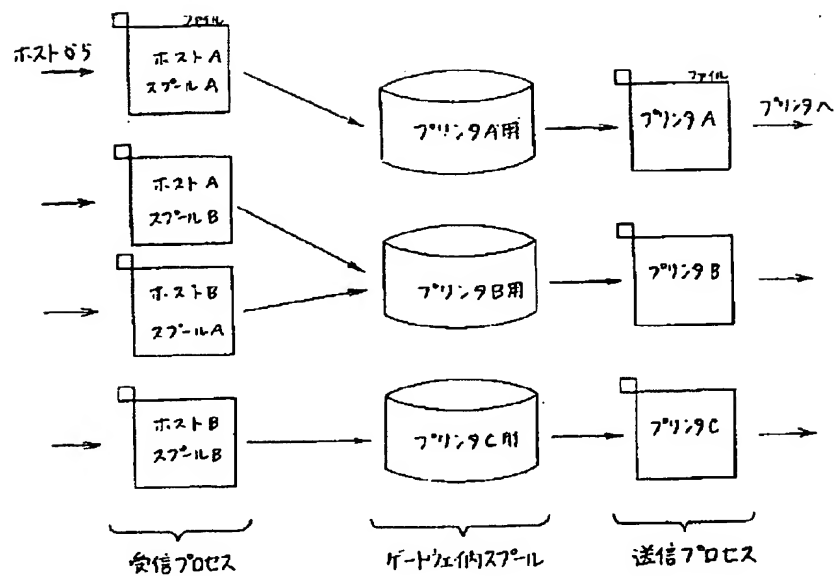 ホストから
ファイル
ホストA
スプールA
プリンタA用
ファイル
プリンタA
プリンタへ
ホストA
スプールB
ホストB
スプールA
プリンタB用
プリンタB
ホストB
スプールB
プリンタC用
プリンタC
受信プロセス
ゲートウェイ内スプール
送信プロセス